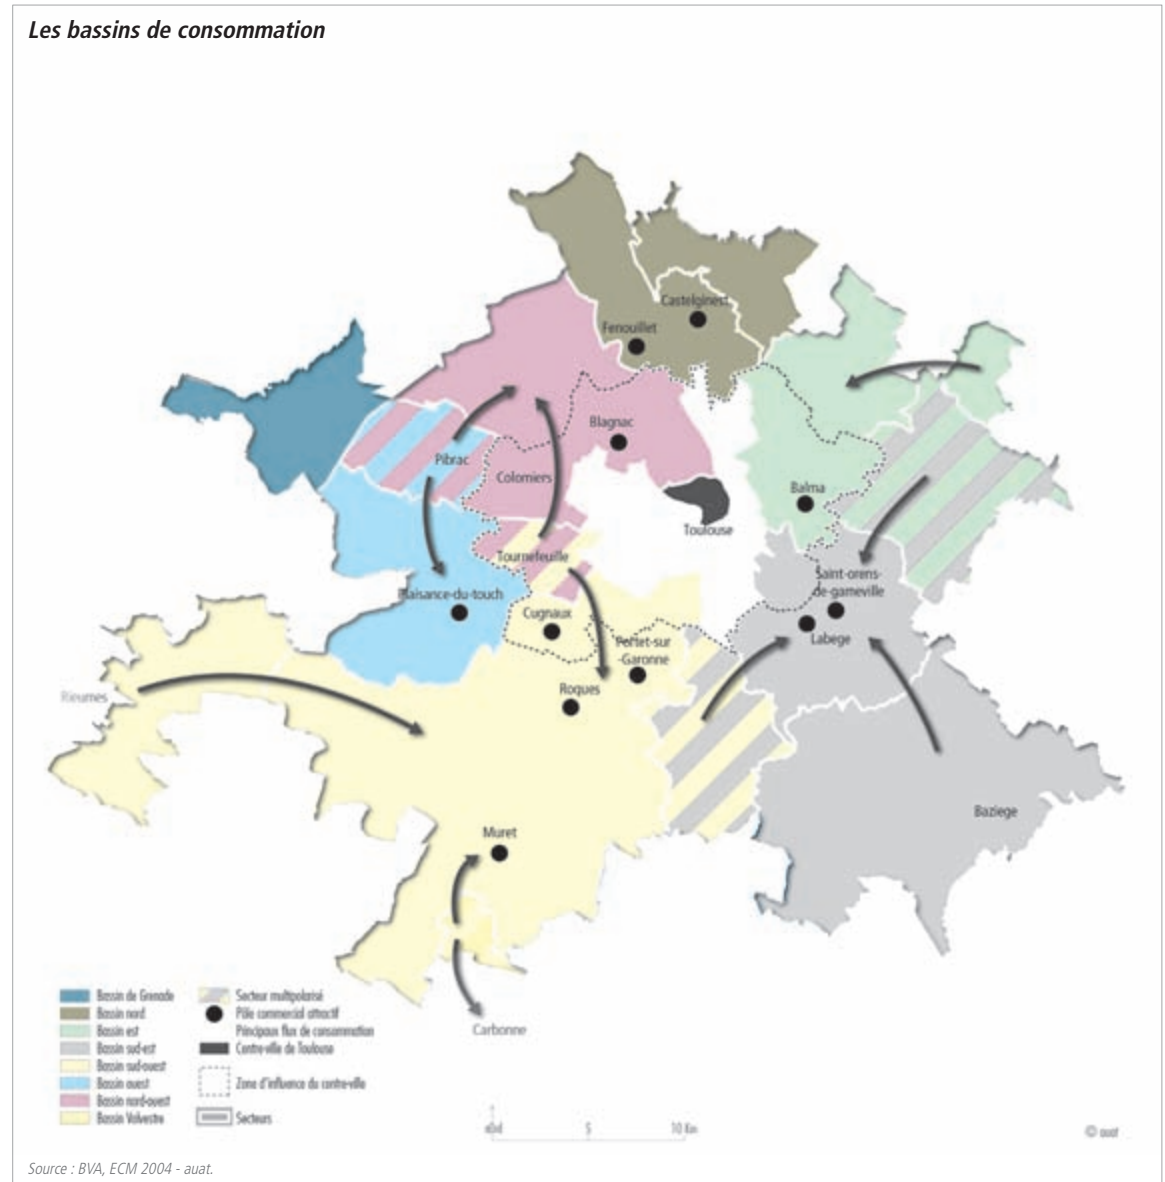 Les bassins de consommation
Castelginest
Fenouillet
Blagnac
Pibrac
Colomiers
Balma
Toulouse
Tournefeuille
Saint-orens-
de-gameville
Plaisance-du-touch
Cugnaux
Labege
Portet-sur
-Garonne
Rieumes
Roques
Baziege
Muret
Carbonne
Bassin de Grenade
Bassin nord
Bassin est
Bassin sud-est
Bassin sud-ouest
Bassin ouest
Bassin nord-ouest
Bassin Volvestre
Secteur multipolarisé
Pôle commercial attractif
Principaux flux de consommation
Centre-ville de Toulouse
Zone d'influence du centre-ville
Secteurs
5
10 Km
© auat
Source : BVA, ECM 2004 - auat.